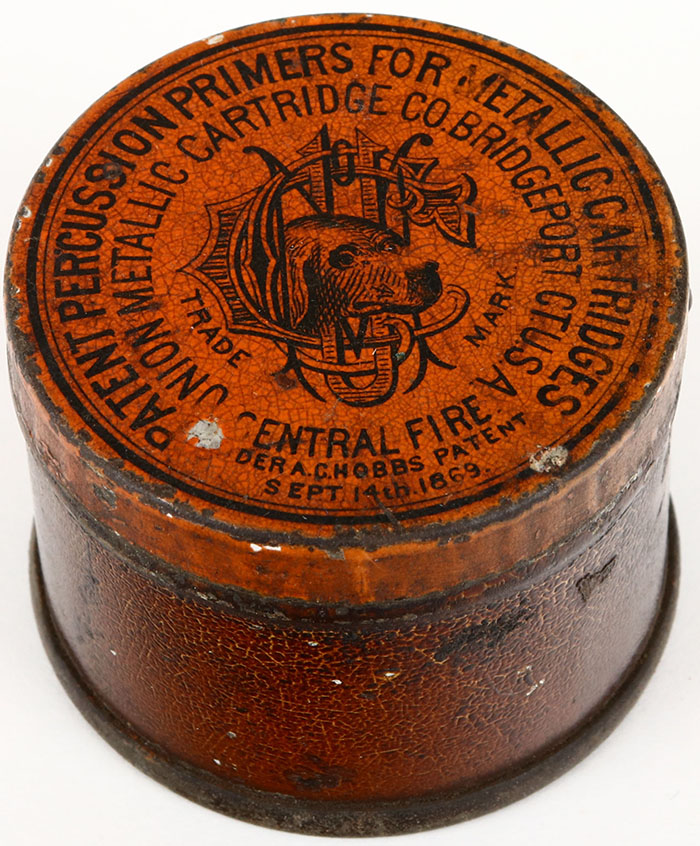 PATENT PERCUSSION PRIMERS FOR METALLIC CARTRIDGES
UNION METALLIC CARTRIDGE CO. BRIDGEPORT CT U.S.A.
TRADE MARK
CENTRAL FIRE.
DER A.C. HOBBS PATENT
SEPT 14th. 1869.